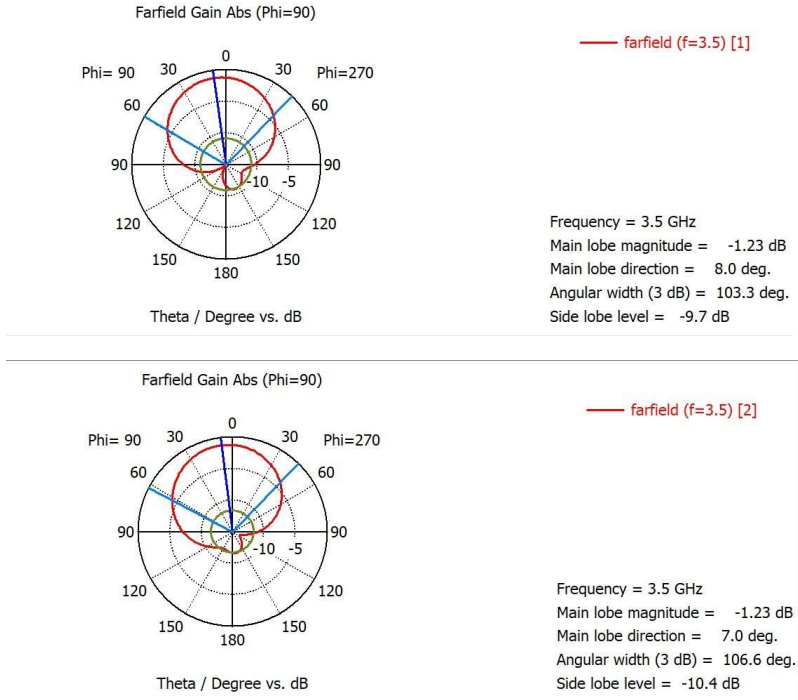 Farfield Gain Abs (Phi=90)
farfield (f=3.5) [1]
0
Phi= 90 30 30 Phi=270
60 60
90 90
-10 -5
120 120
150 150
180
Theta / Degree vs. dB
Frequency = 3.5 GHz
Main lobe magnitude = -1.23 dB
Main lobe direction = 8.0 deg.
Angular width (3 dB) = 103.3 deg.
Side lobe level = -9.7 dB
Farfield Gain Abs (Phi=90)
farfield (f=3.5) [2]
0
Phi= 90 30 30 Phi=270
60 60
90 90
-10 -5
120 120
150 150
180
Theta / Degree vs. dB
Frequency = 3.5 GHz
Main lobe magnitude = -1.23 dB
Main lobe direction = 7.0 deg.
Angular width (3 dB) = 106.6 deg.
Side lobe level = -10.4 dB